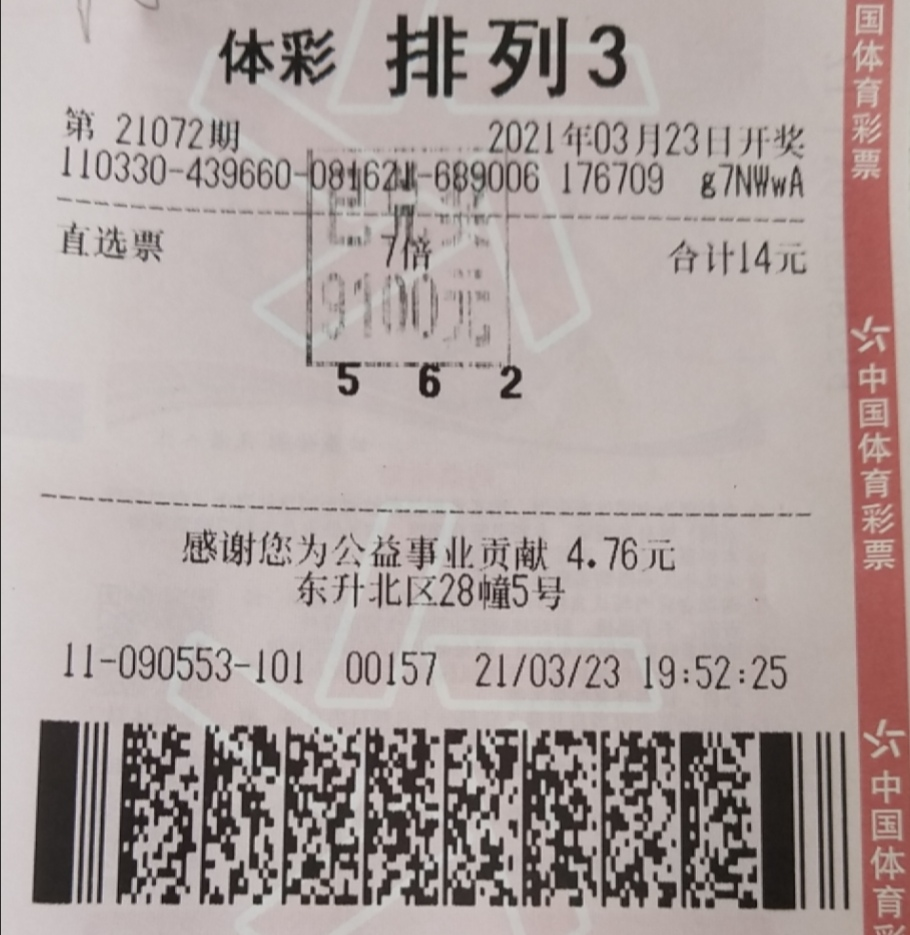 体彩 排列3
第 21072期 2021年03月23日开奖
110330-439660-081621-689006 176709 g7NWwA
直选票 7倍 合计14元
已兑奖
9100元
5 6 2
感谢您为公益事业贡献 4.76元
东升北区28幢5号
11-090553-101 00157 21/03/23 19:52:25
国体育彩票
中国体育彩票
中国体育彩